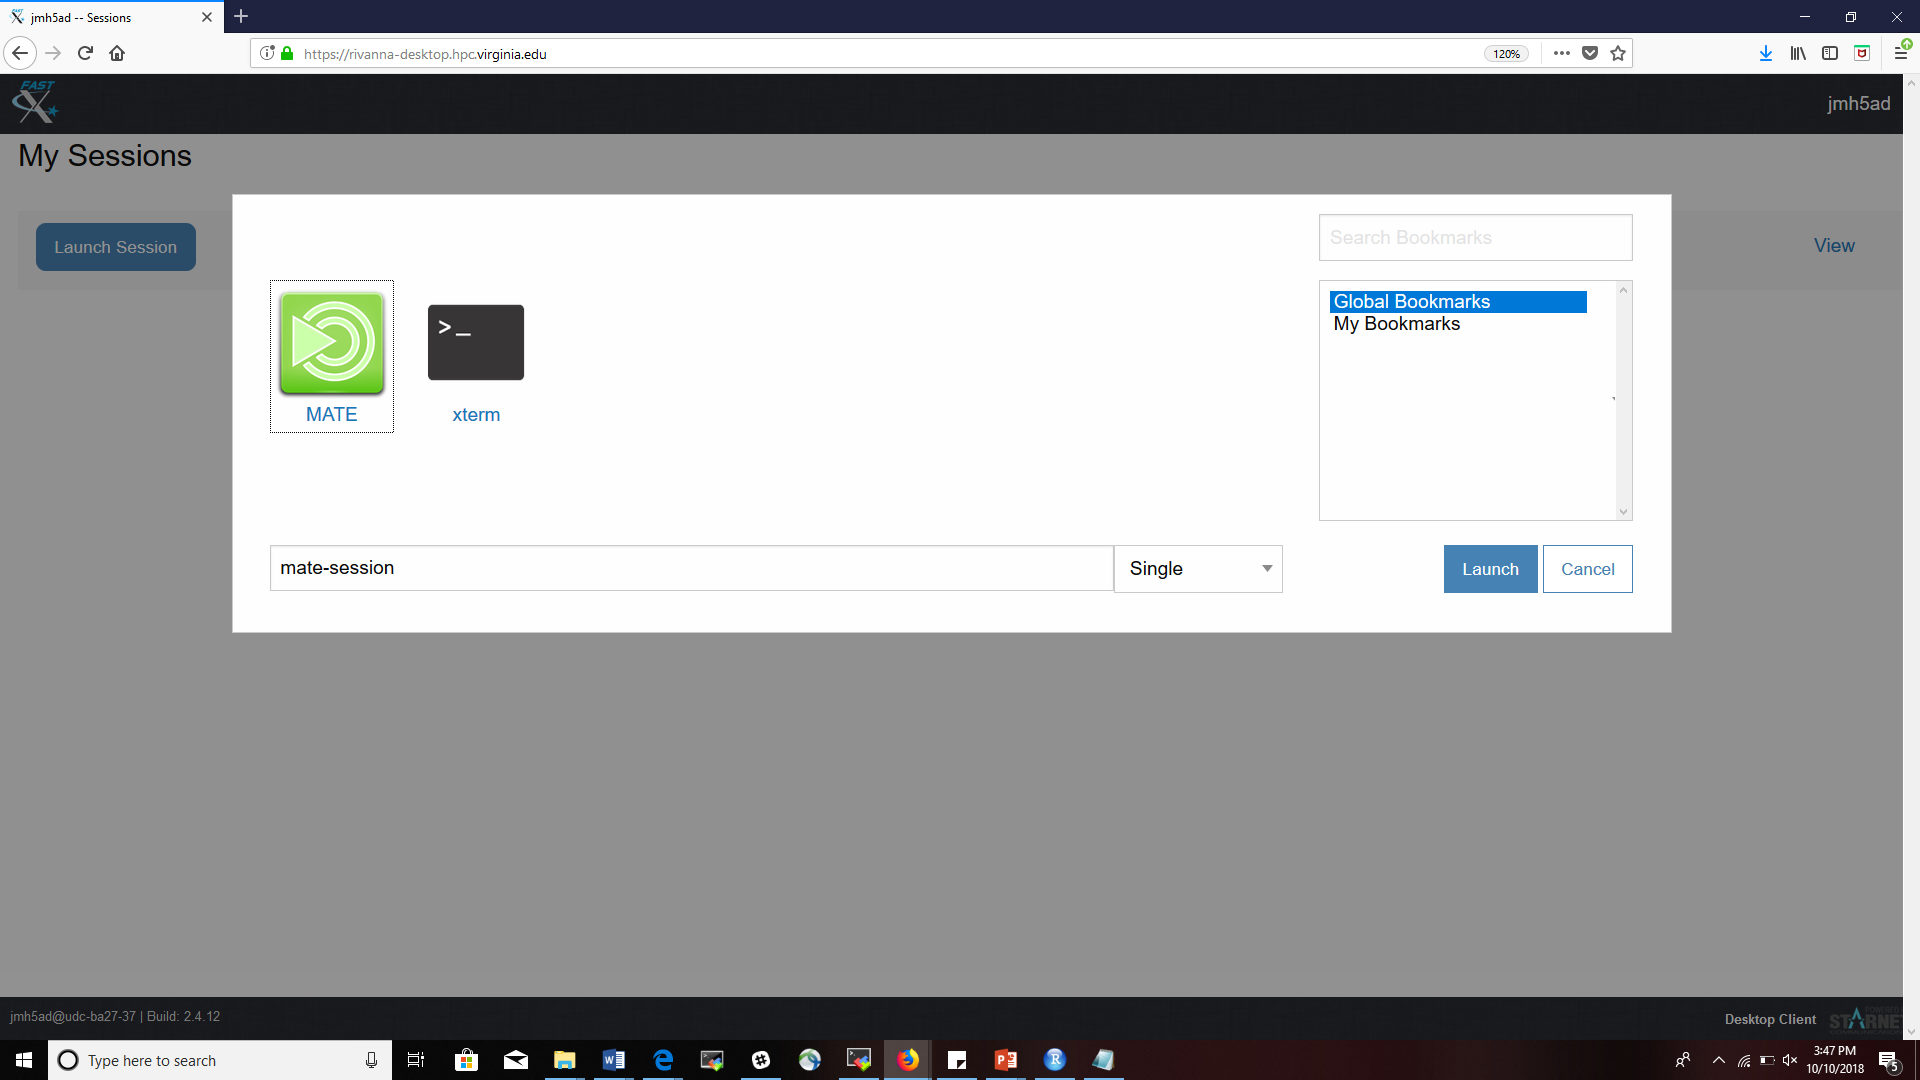 jmh5ad -- Sessions
https://rivanna-desktop.hpc.virginia.edu
120%
FAST
X
jmh5ad
My Sessions
Launch Session
Search Bookmarks
View
Global Bookmarks
My Bookmarks
>_
MATE
xterm
mate-session
Single
Launch
Cancel
jmh5ad@udc-ba27-37 | Build: 2.4.12
Desktop Client
STARNE
Type here to search
3:47 PM
10/10/2018
5